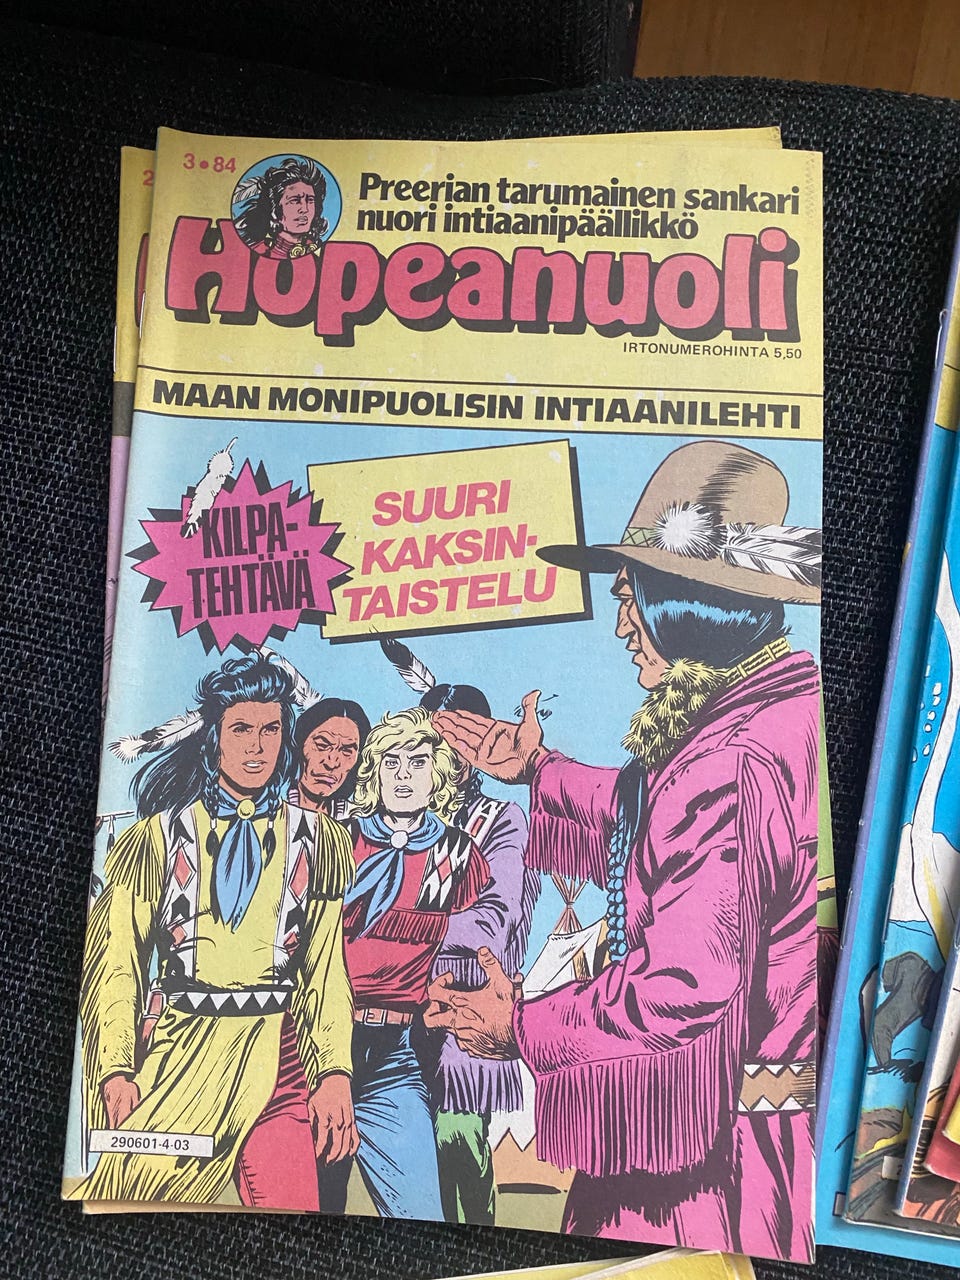 3•84
Preerian tarumainen sankari
nuori intiaanipäällikkö
Hopeanuoli
IRTONUMEROHINTA 5,50
MAAN MONIPUOLISIN INTIAANILEHTI
KILPA-
TEHTÄVÄ
SUURI
KAKSIN-
TAISTELU
290601-4-03
2